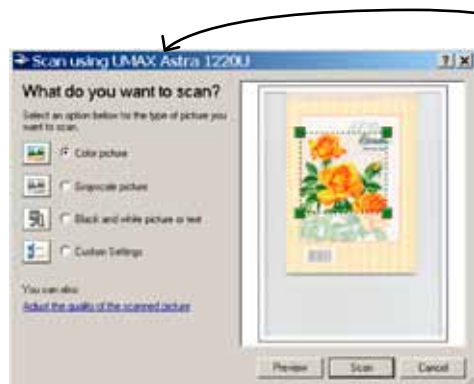 Scan using UMAX Astra 1220U
What do you want to scan?
Select an option below for the type of picture you
want to scan.
Color picture
Grayscale picture
Black and white picture or text
Custom Settings
You can also:
Adjust the quality of the scanned picture
Preview
Scan
Cancel